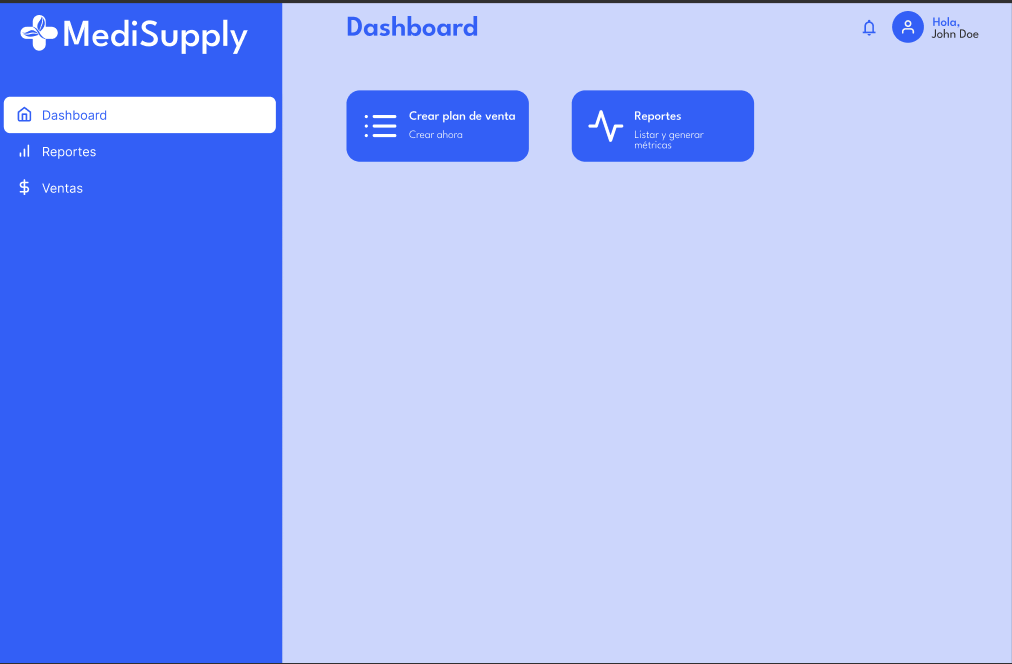 MediSupply
Dashboard
Reportes
Ventas
Dashboard
Hola,
John Doe
Crear plan de venta
Crear ahora
Reportes
Listar y generar
métricas